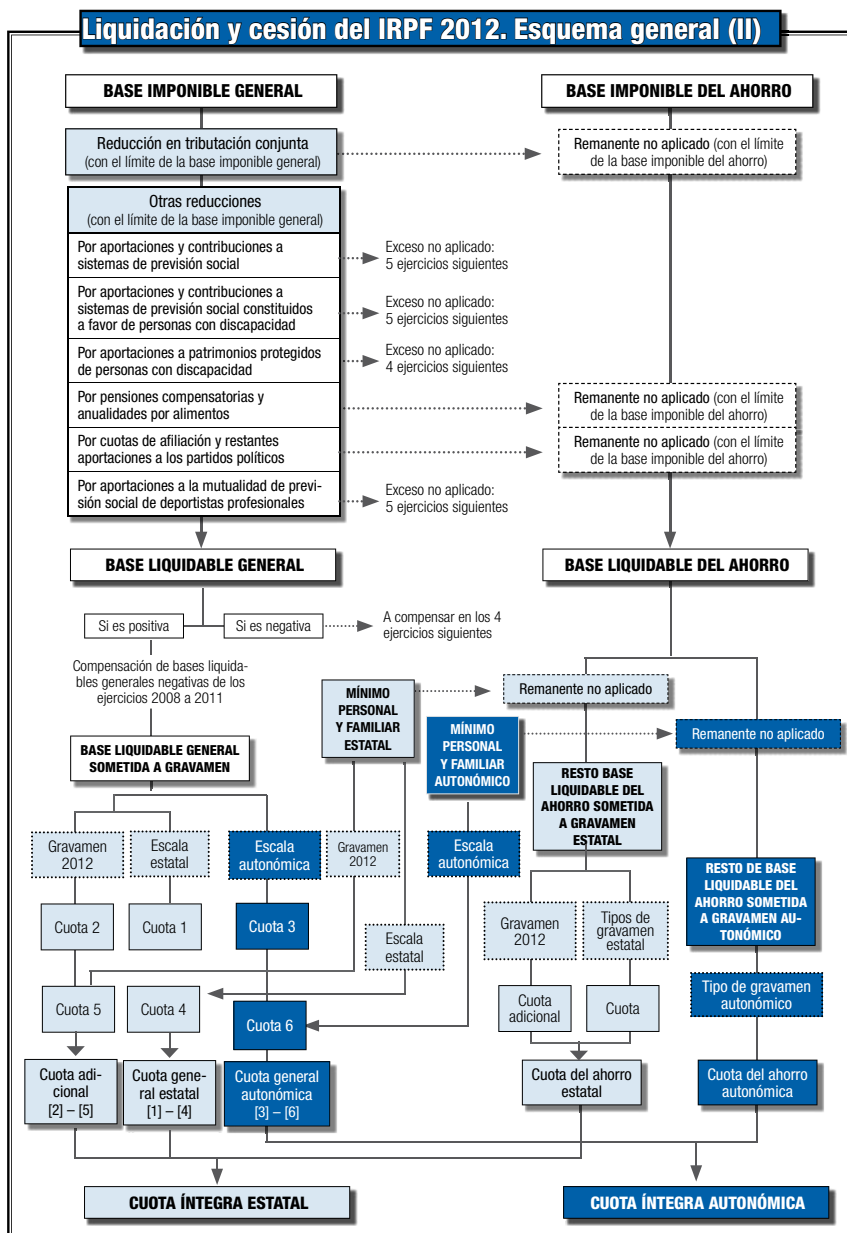 Liquidación y cesión del IRPF 2012. Esquema general (II)
BASE IMPONIBLE GENERAL
BASE IMPONIBLE DEL AHORRO
Reducción en tributación conjunta
(con el límite de la base imponible general)
Remanente no aplicado (con el límite
de la base imponible del ahorro)
Otras reducciones
(con el límite de la base imponible general)
Por aportaciones y contribuciones a
sistemas de previsión social
Exceso no aplicado:
5 ejercicios siguientes
Por aportaciones y contribuciones a
sistemas de previsión social constituidos
a favor de personas con discapacidad
Exceso no aplicado:
5 ejercicios siguientes
Por aportaciones a patrimonios protegidos
de personas con discapacidad
Exceso no aplicado:
4 ejercicios siguientes
Por pensiones compensatorias y
anualidades por alimentos
Remanente no aplicado (con el límite
de la base imponible del ahorro)
Por cuotas de afiliación y restantes
aportaciones a los partidos políticos
Remanente no aplicado (con el límite
de la base imponible del ahorro)
Por aportaciones a la mutualidad de previ-
sión social de deportistas profesionales
Exceso no aplicado:
5 ejercicios siguientes
BASE LIQUIDABLE GENERAL
BASE LIQUIDABLE DEL AHORRO
Si es positiva
Si es negativa
A compensar en los 4
ejercicios siguientes
Compensación de bases liquida-
bles generales negativas de los
ejercicios 2008 a 2011
MÍNIMO
PERSONAL
Y FAMILIAR
ESTATAL
Remanente no aplicado
MÍNIMO
PERSONAL
Y FAMILIAR
AUTONÓMICO
Remanente no aplicado
BASE LIQUIDABLE GENERAL
SOMETIDA A GRAVAMEN
RESTO BASE
LIQUIDABLE DEL
AHORRO SOMETIDA
A GRAVAMEN
ESTATAL
Gravamen
2012
Escala
estatal
Escala
autonómica
Gravamen
2012
Escala
autonómica
RESTO DE BASE
LIQUIDABLE DEL
AHORRO SOMETIDA
A GRAVAMEN AU-
TONÓMICO
Cuota 2
Cuota 1
Cuota 3
Escala
estatal
Gravamen
2012
Tipos de
gravamen
estatal
Tipo de gravamen
autonómico
Cuota 5
Cuota 4
Cuota 6
Cuota
adicional
Cuota
Cuota adi-
cional
[2] – [5]
Cuota gene-
ral estatal
[1] – [4]
Cuota general
autonómica
[3] – [6]
Cuota del ahorro
estatal
Cuota del ahorro
autonómica
CUOTA ÍNTEGRA ESTATAL
CUOTA ÍNTEGRA AUTONÓMICA